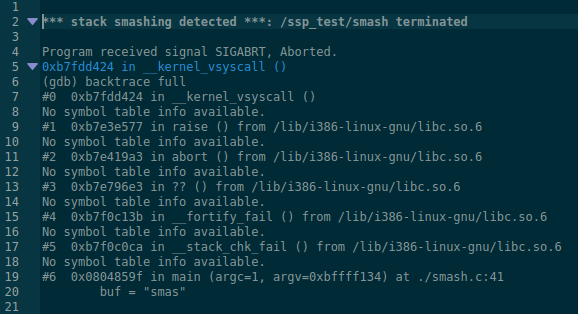 1
2 *** stack smashing detected ***: /ssp_test/smash terminated
3
4 Program received signal SIGABRT, Aborted.
5 0xb7fdd424 in __kernel_vsyscall ()
6 (gdb) backtrace full
7 #0  0xb7fdd424 in __kernel_vsyscall ()
8 No symbol table info available.
9 #1  0xb7e3e577 in raise () from /lib/i386-linux-gnu/libc.so.6
10 No symbol table info available.
11 #2  0xb7e419a3 in abort () from /lib/i386-linux-gnu/libc.so.6
12 No symbol table info available.
13 #3  0xb7e796e3 in ?? () from /lib/i386-linux-gnu/libc.so.6
14 No symbol table info available.
15 #4  0xb7f0c13b in __fortify_fail () from /lib/i386-linux-gnu/libc.so.6
16 No symbol table info available.
17 #5  0xb7f0c0ca in __stack_chk_fail () from /lib/i386-linux-gnu/libc.so.6
18 No symbol table info available.
19 #6  0x0804859f in main (argc=1, argv=0xbffff134) at ./smash.c:41
20         buf = "smas"
21